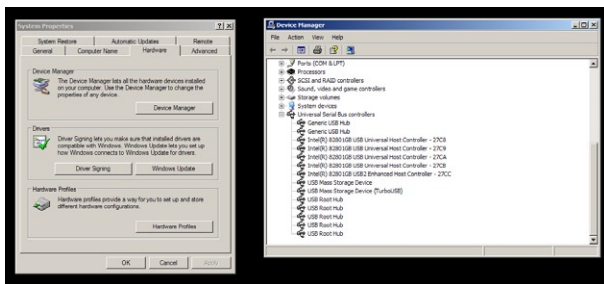 System Properties
System Restore
Automatic Updates
Remote
General
Computer Name
Hardware
Advanced
Device Manager
The Device Manager lists all the hardware devices installed
on your computer. Use the Device Manager to change the
properties of any device.
Device Manager
Drivers
Driver Signing lets you make sure that installed drivers are
compatible with Windows. Windows Update lets you set up
how Windows connects to Windows Update for drivers.
Driver Signing
Windows Update
Hardware Profiles
Hardware profiles provide a way for you to set up and store
different hardware configurations.
Hardware Profiles
OK
Cancel
Apply
Device Manager
File Action View Help
Ports (COM & LPT)
Processors
SCSI and RAID controllers
Sound, video and game controllers
Storage volumes
System devices
Universal Serial Bus controllers
Generic USB Hub
Generic USB Hub
Intel(R) 82801GB USB Universal Host Controller - 27C8
Intel(R) 82801GB USB Universal Host Controller - 27C9
Intel(R) 82801GB USB Universal Host Controller - 27CA
Intel(R) 82801GB USB Universal Host Controller - 27CB
Intel(R) 82801GB USB2 Enhanced Host Controller - 27CC
USB Mass Storage Device
USB Mass Storage Device (TurboUSB)
USB Root Hub
USB Root Hub
USB Root Hub
USB Root Hub
USB Root Hub